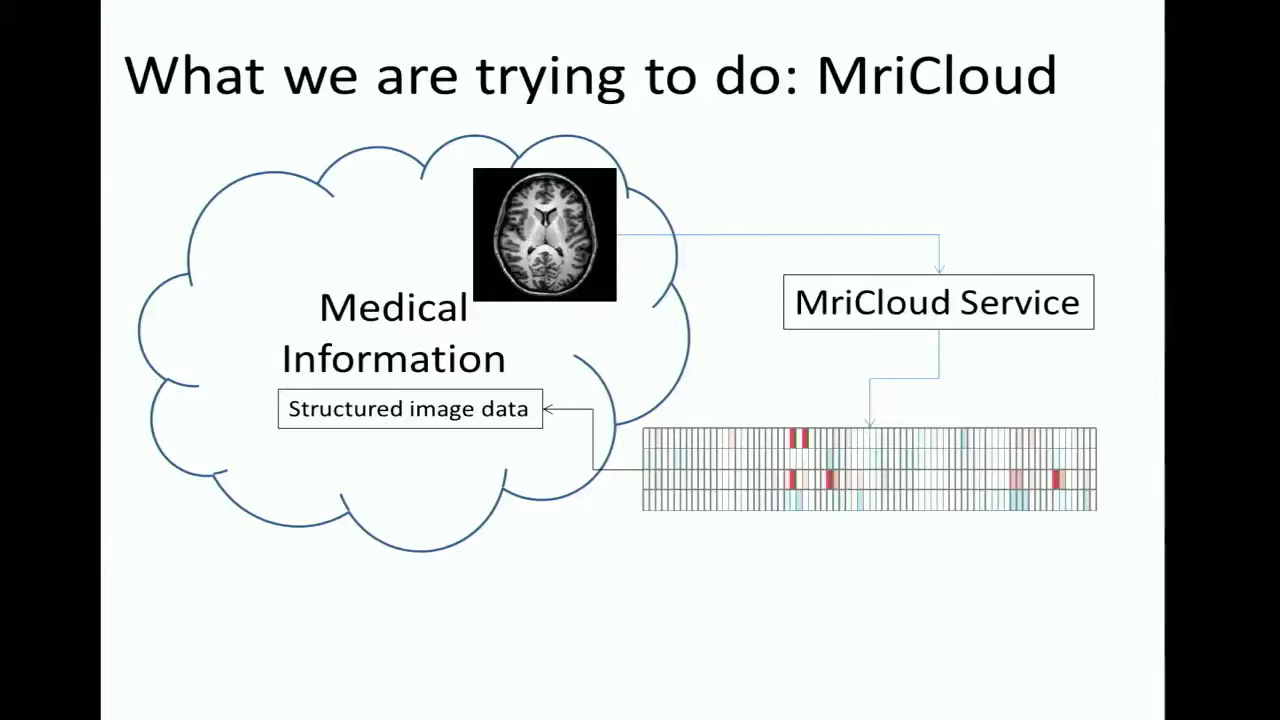 What we are trying to do: MriCloud
Medical
Information
Structured image data
MriCloud Service